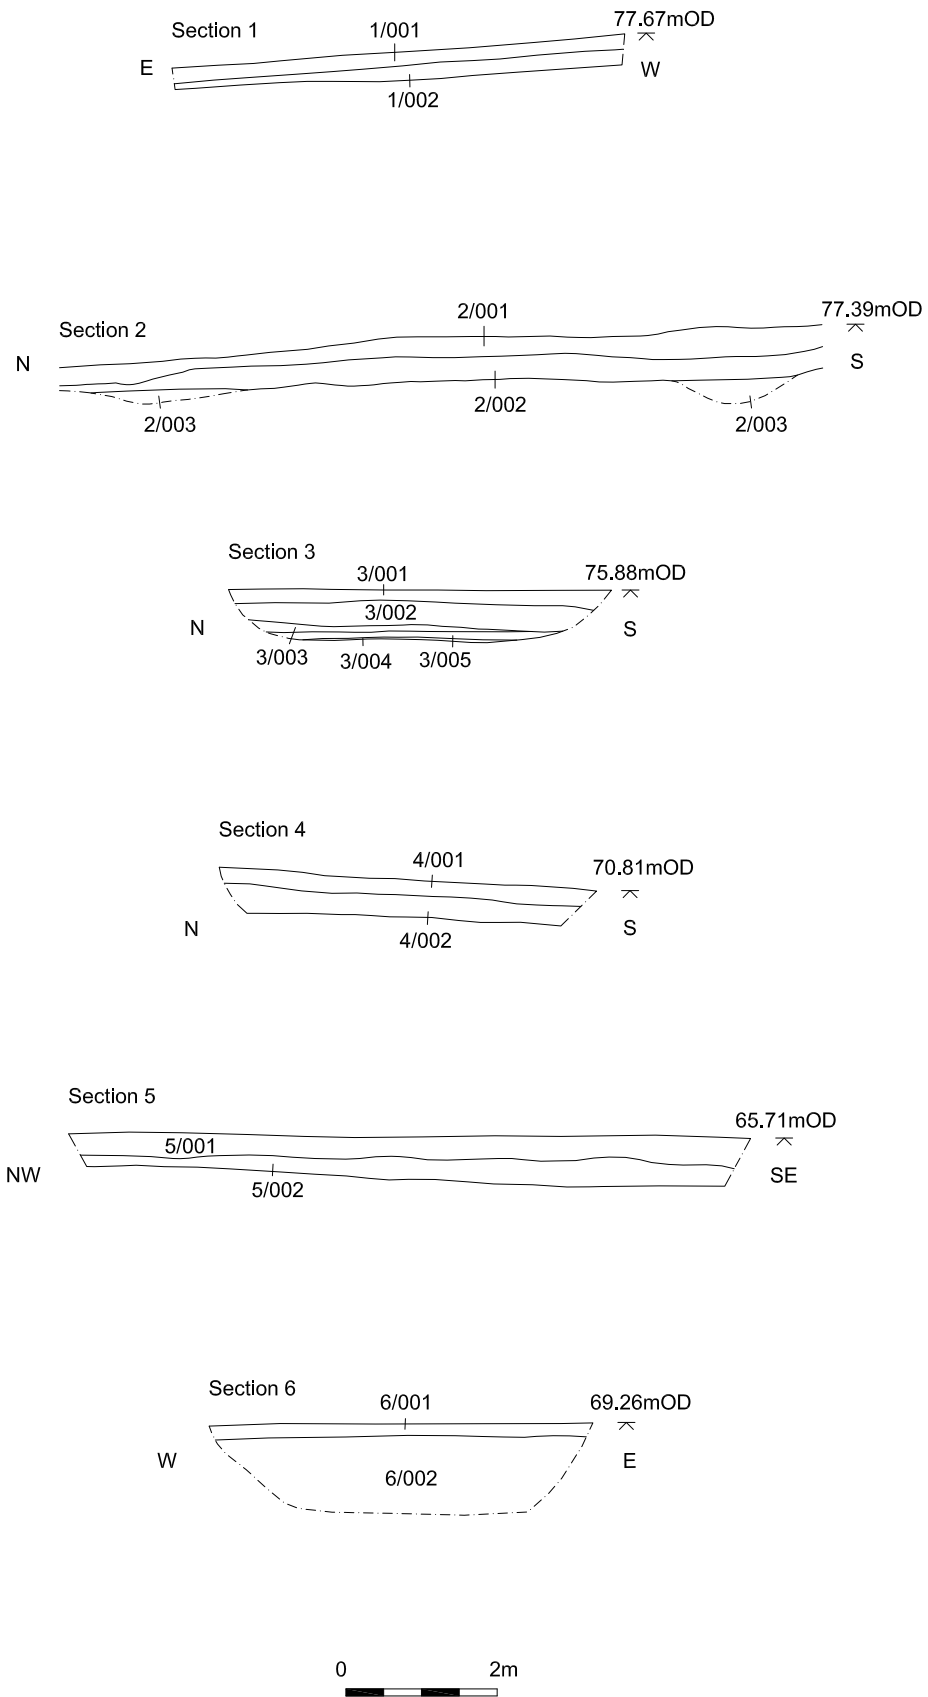 Section 1
1/001
77.67mOD
E
W
1/002
Section 2
2/001
77.39mOD
N
S
2/003
2/002
2/003
Section 3
3/001
75.88mOD
3/002
N
S
3/003
3/004
3/005
Section 4
4/001
70.81mOD
N
S
4/002
Section 5
65.71mOD
5/001
NW
SE
5/002
Section 6
6/001
69.26mOD
W
E
6/002
0 2m